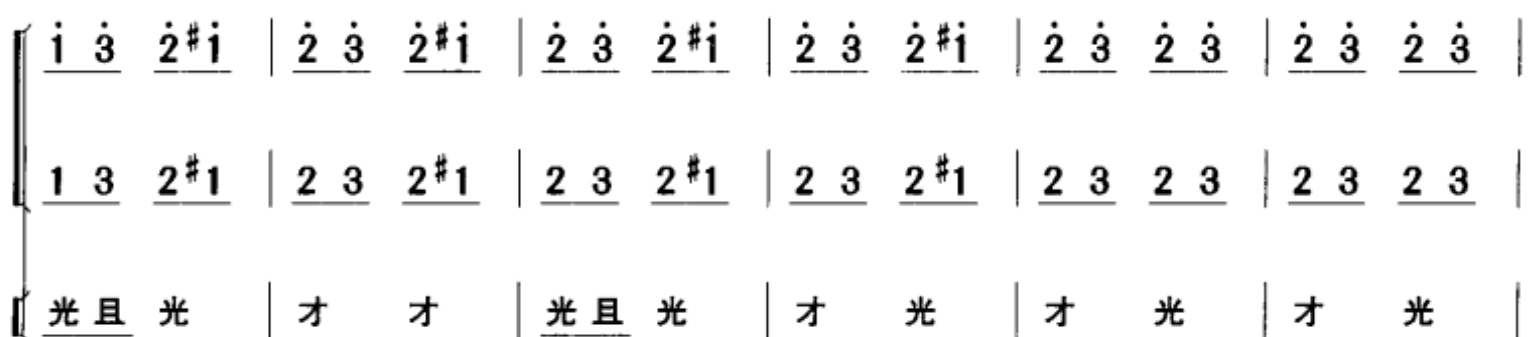 1̇ 3̇ 2̇ #1̇ | 2̇ 3̇ 2̇ #1̇ | 2̇ 3̇ 2̇ #1̇ | 2̇ 3̇ 2̇ #1̇ | 2̇ 3̇ 2̇ 3̇ | 2̇ 3̇ 2̇ 3̇ |
1 3 2 #1 | 2 3 2 #1 | 2 3 2 #1 | 2 3 2 #1 | 2 3 2 3 | 2 3 2 3 |
光且 光 | 才 才 | 光且 光 | 才 光 | 才 光 | 才 光 |